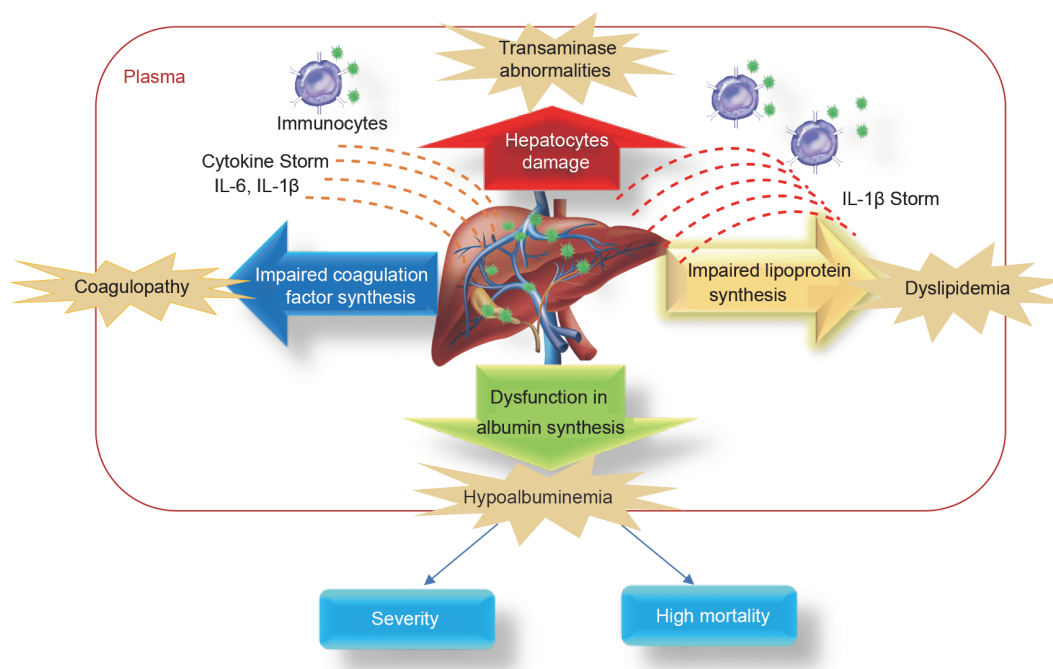 Transaminase
abnormalities
Plasma
Immunocytes
Hepatocytes
damage
Cytokine Storm
IL-6, IL-1β
IL-1β Storm
Coagulopathy
Impaired coagulation
factor synthesis
Impaired lipoprotein
synthesis
Dyslipidemia
Dysfunction in
albumin synthesis
Hypoalbuminemia
Severity
High mortality